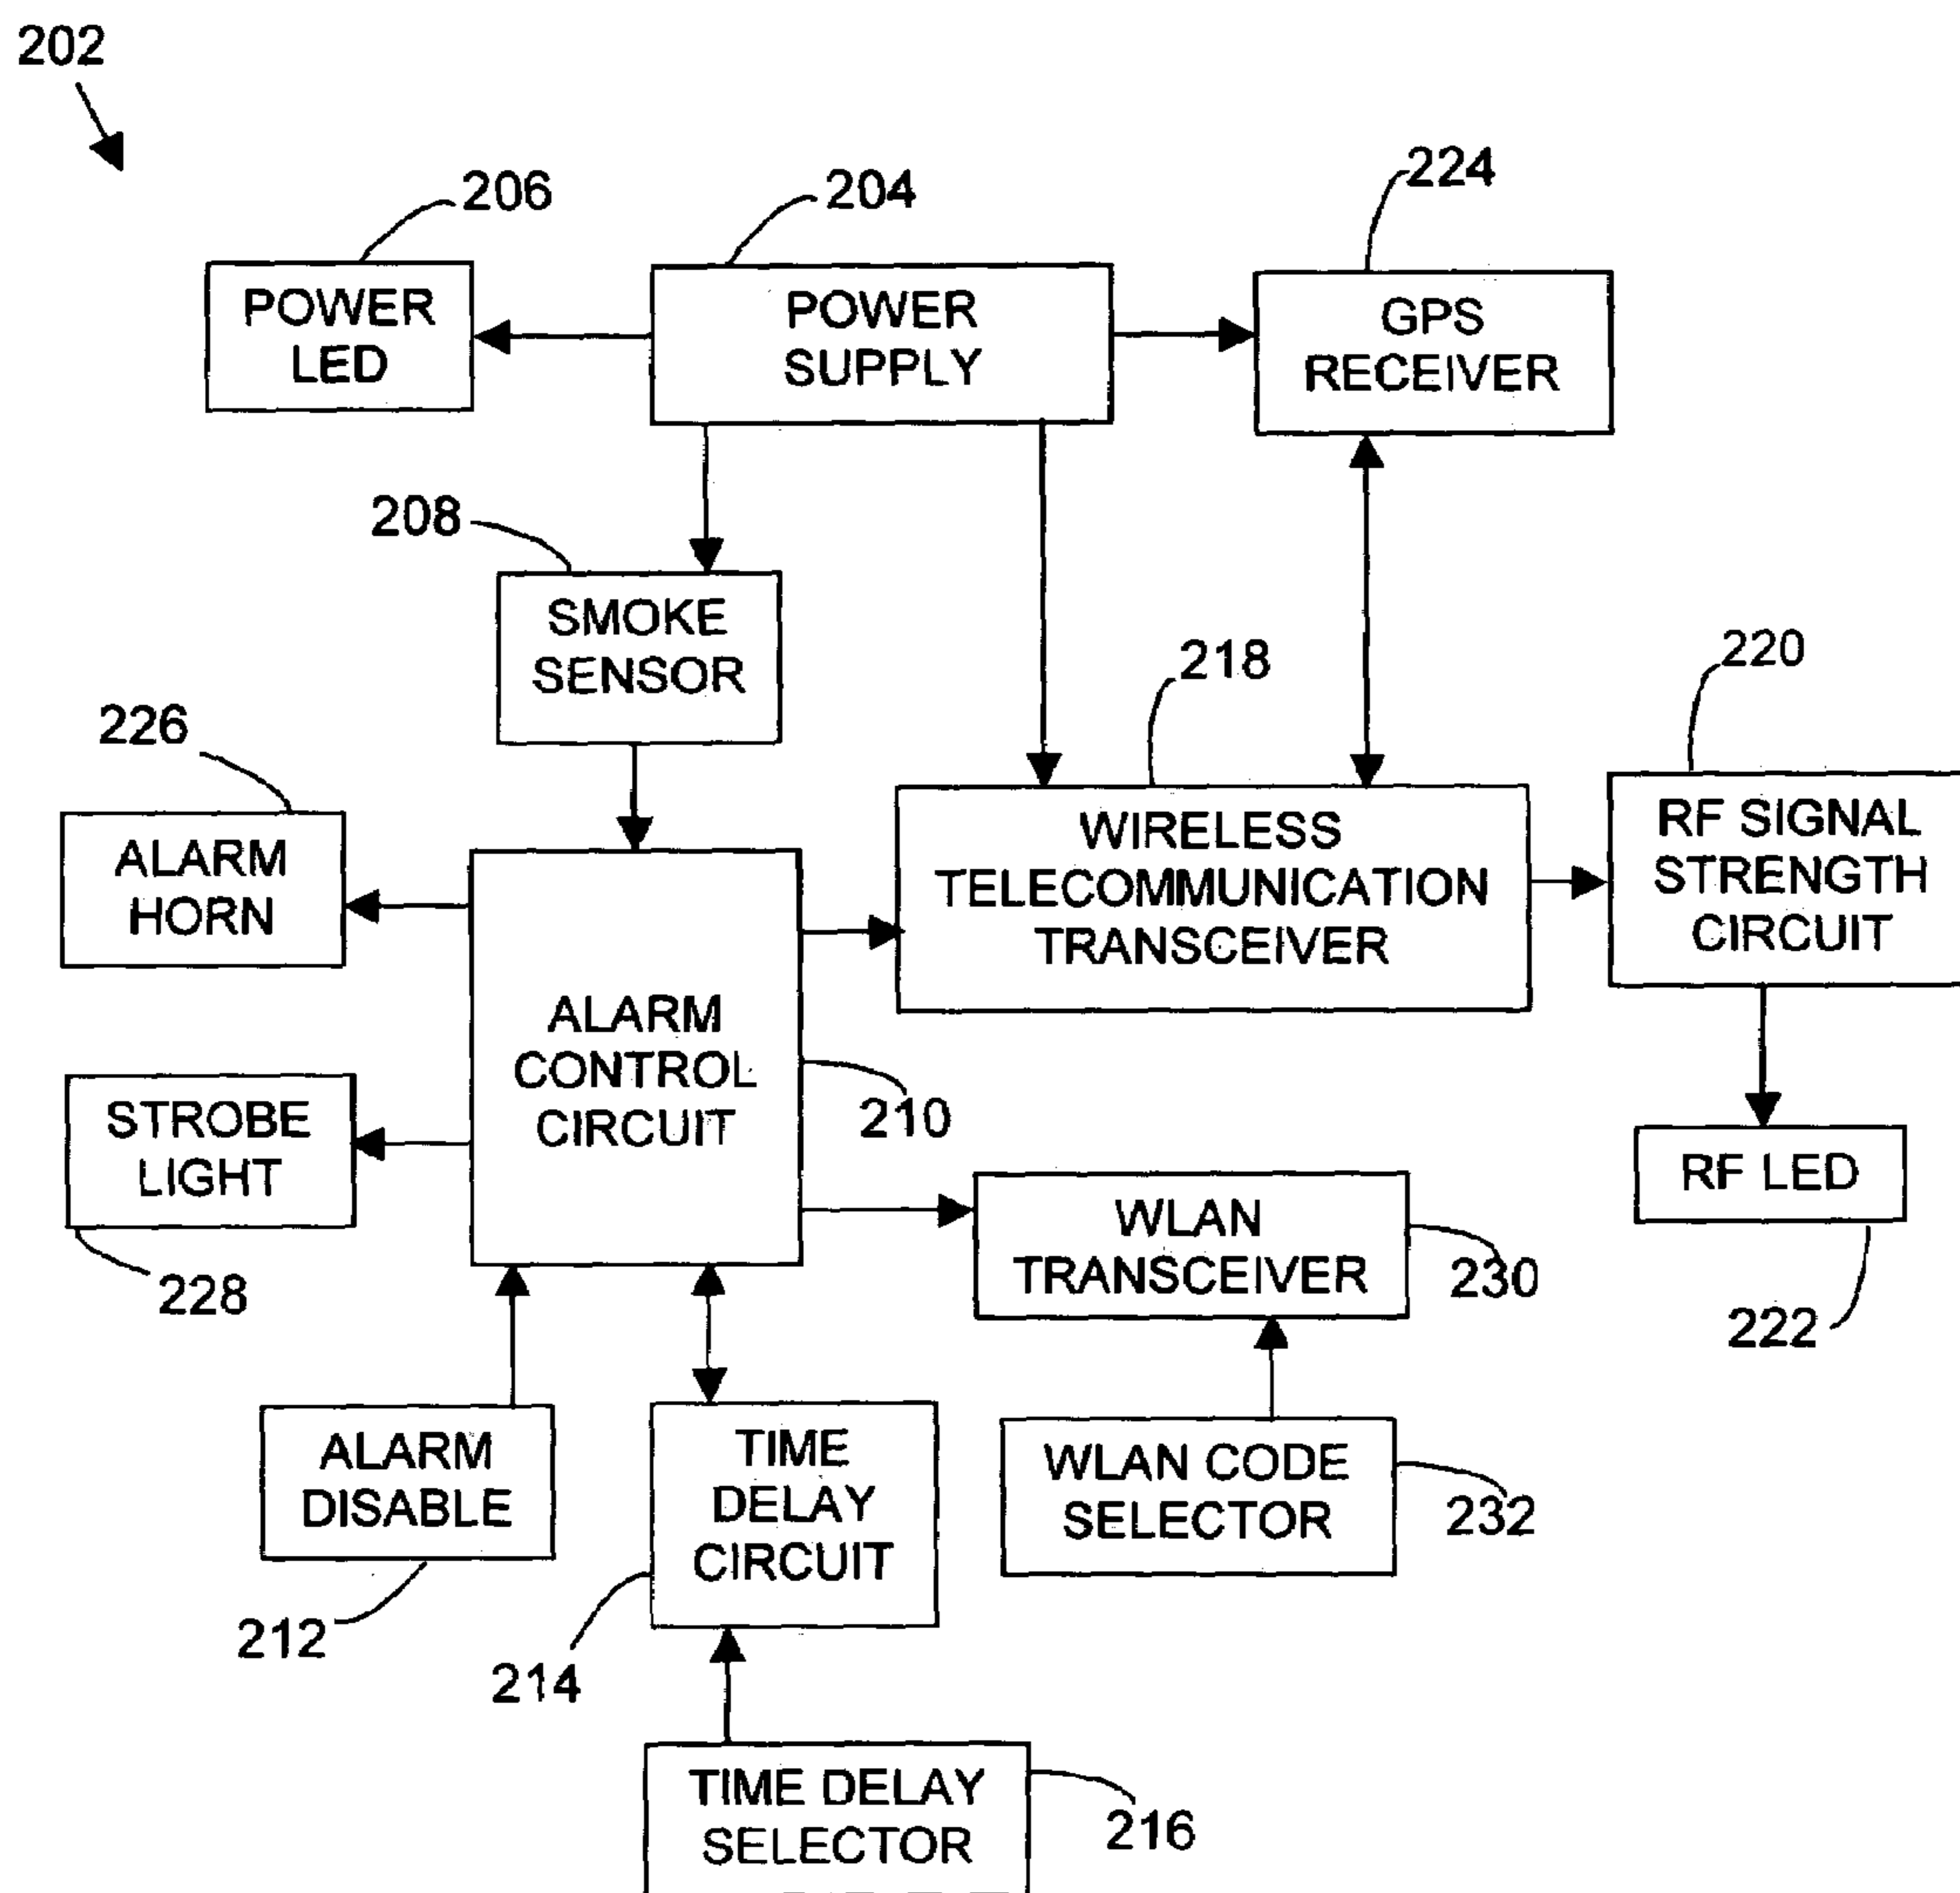 202
206
204
224
POWER
LED
POWER
SUPPLY
GPS
RECEIVER
208
SMOKE
SENSOR
218
220
226
ALARM
HORN
WIRELESS
TELECOMMUNICATION
TRANSCEIVER
RF SIGNAL
STRENGTH
CIRCUIT
ALARM
CONTROL
CIRCUIT
210
STROBE
LIGHT
228
RF LED
222
WLAN
TRANSCEIVER
230
ALARM
DISABLE
212
TIME
DELAY
CIRCUIT
214
WLAN CODE
SELECTOR
232
TIME DELAY
SELECTOR
216